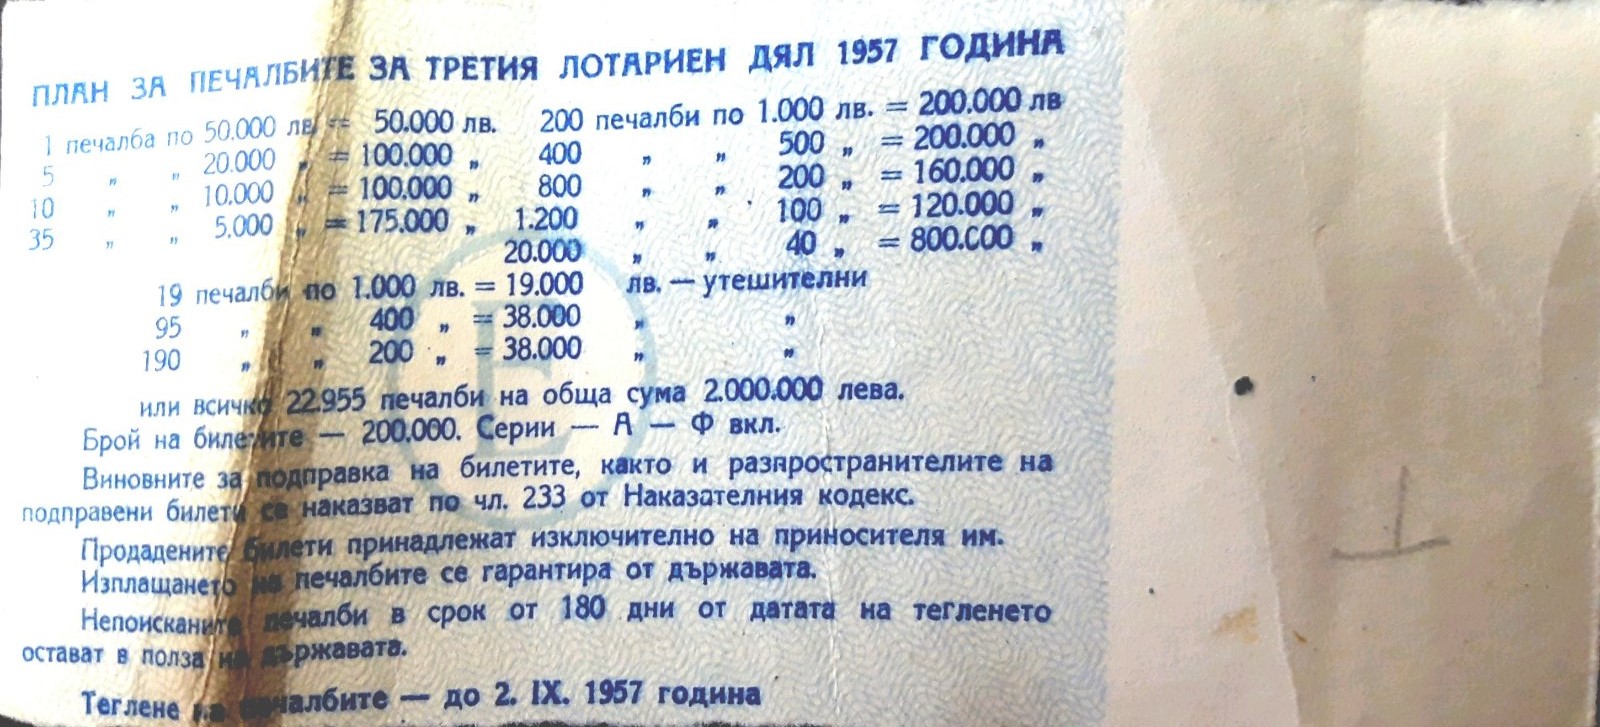 ПЛАН ЗА ПЕЧАЛБИТЕ ЗА ТРЕТИЯ ЛОТАРИЕН ДЯЛ 1957 ГОДИНА
1 печалба по 50.000 лв = 50.000 лв. 200 печалби по 1.000 лв. = 200.000 лв
5 „ „ 20.000 „ = 100.000 „ 400 „ „ 500 „ = 200.000 „
10 „ „ 10.000 „ = 100.000 „ 800 „ „ 200 „ = 160.000 „
35 „ „ 5.000 „ = 175.000 „ 1.200 „ „ 100 „ = 120.000 „
20.000 „ „ 40 „ = 800.000 „
19 печалби по 1.000 лв. = 19.000 лв. — утешителни
95 „ „ 400 „ = 38.000 „ „
190 „ „ 200 „ = 38.000 „ „
или всичко 22.955 печалби на обща сума 2.000.000 лева.
Брой на билетите — 200.000. Серии — А — Ф вкл.
Виновните за подправка на билетите, както и разпространителите на
подправени билети се наказват по чл. 233 от Наказателния кодекс.
Продадените билети принадлежат изключително на приносителя им.
Изплащането на печалбите се гарантира от държавата.
Непоисканите печалби в срок от 180 дни от датата на тегленето
остават в полза на държавата.
Теглене на печалбите — до 2. IX. 1957 година
Е